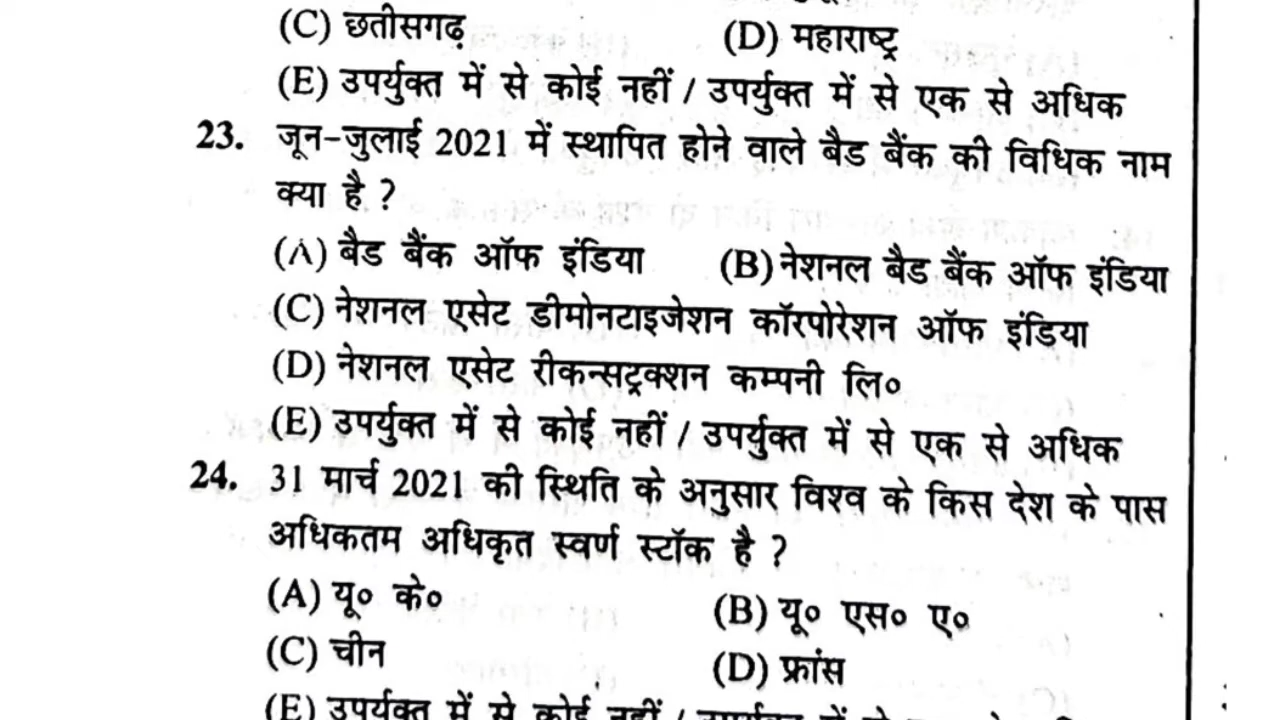 (C) छतीसगढ़ (D) महाराष्ट्र
(E) उपर्युक्त में से कोई नहीं / उपर्युक्त में से एक से अधिक
23. जून-जुलाई 2021 में स्थापित होने वाले बैड बैंक की विधिक नाम
क्या है ?
(A) बैड बैंक ऑफ इंडिया (B) नेशनल बैड बैंक ऑफ इंडिया
(C) नेशनल एसेट डीमोनटाइजेशन कॉरपोरेशन ऑफ इंडिया
(D) नेशनल एसेट रीकन्सट्रक्शन कम्पनी लि०
(E) उपर्युक्त में से कोई नहीं / उपर्युक्त में से एक से अधिक
24. 31 मार्च 2021 की स्थिति के अनुसार विश्व के किस देश के पास
अधिकतम अधिकृत स्वर्ण स्टॉक है ?
(A) यू० के० (B) यू० एस० ए०
(C) चीन (D) फ्रांस
(E) उपर्युक्त में से कोई नहीं /